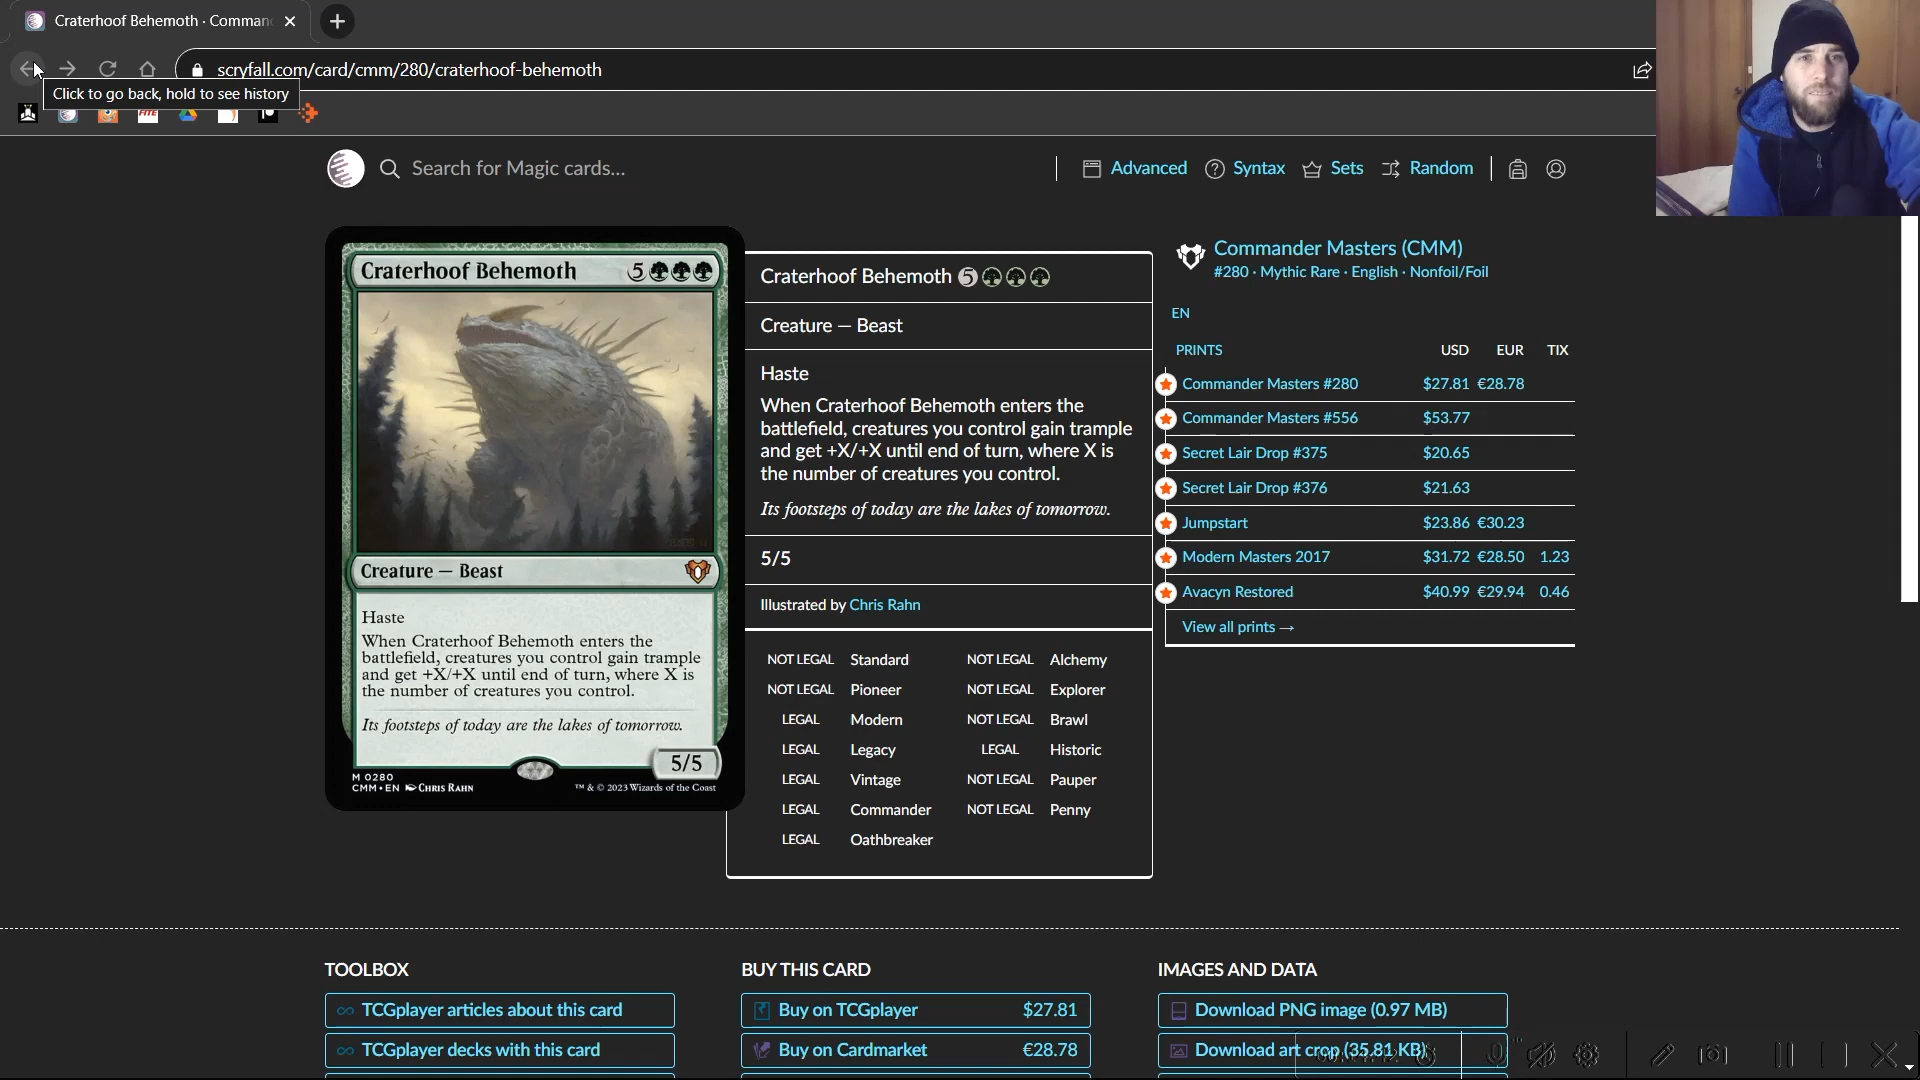 Craterhoof Behemoth · Comman
scryfall.com/card/cmm/280/craterhoof-behemoth
Click to go back, hold to see history
Search for Magic cards...
Advanced
Syntax
Sets
Random
Craterhoof Behemoth 5
Creature — Beast
Haste
When Craterhoof Behemoth enters the
battlefield, creatures you control gain trample
and get +X/+X until end of turn, where X is
the number of creatures you control.
Its footsteps of today are the lakes of tomorrow.
5/5
M 0280
CMM • EN CHRIS RAHN
™ & © 2023 Wizards of the Coast
Craterhoof Behemoth 5
Creature — Beast
Haste
When Craterhoof Behemoth enters the
battlefield, creatures you control gain trample
and get +X/+X until end of turn, where X is
the number of creatures you control.
Its footsteps of today are the lakes of tomorrow.
5/5
Illustrated by Chris Rahn
NOT LEGAL Standard NOT LEGAL Alchemy
NOT LEGAL Pioneer NOT LEGAL Explorer
LEGAL Modern NOT LEGAL Brawl
LEGAL Legacy LEGAL Historic
LEGAL Vintage NOT LEGAL Pauper
LEGAL Commander NOT LEGAL Penny
LEGAL Oathbreaker
Commander Masters (CMM)
#280 · Mythic Rare · English · Nonfoil/Foil
EN
PRINTS USD EUR TIX
Commander Masters #280 $27.81 €28.78
Commander Masters #556 $53.77
Secret Lair Drop #375 $20.65
Secret Lair Drop #376 $21.63
Jumpstart $23.86 €30.23
Modern Masters 2017 $31.72 €28.50 1.23
Avacyn Restored $40.99 €29.94 0.46
View all prints →
TOOLBOX
TCGplayer articles about this card
TCGplayer decks with this card
BUY THIS CARD
Buy on TCGplayer $27.81
Buy on Cardmarket €28.78
IMAGES AND DATA
Download PNG image (0.97 MB)
Download art crop (35.81 KB)